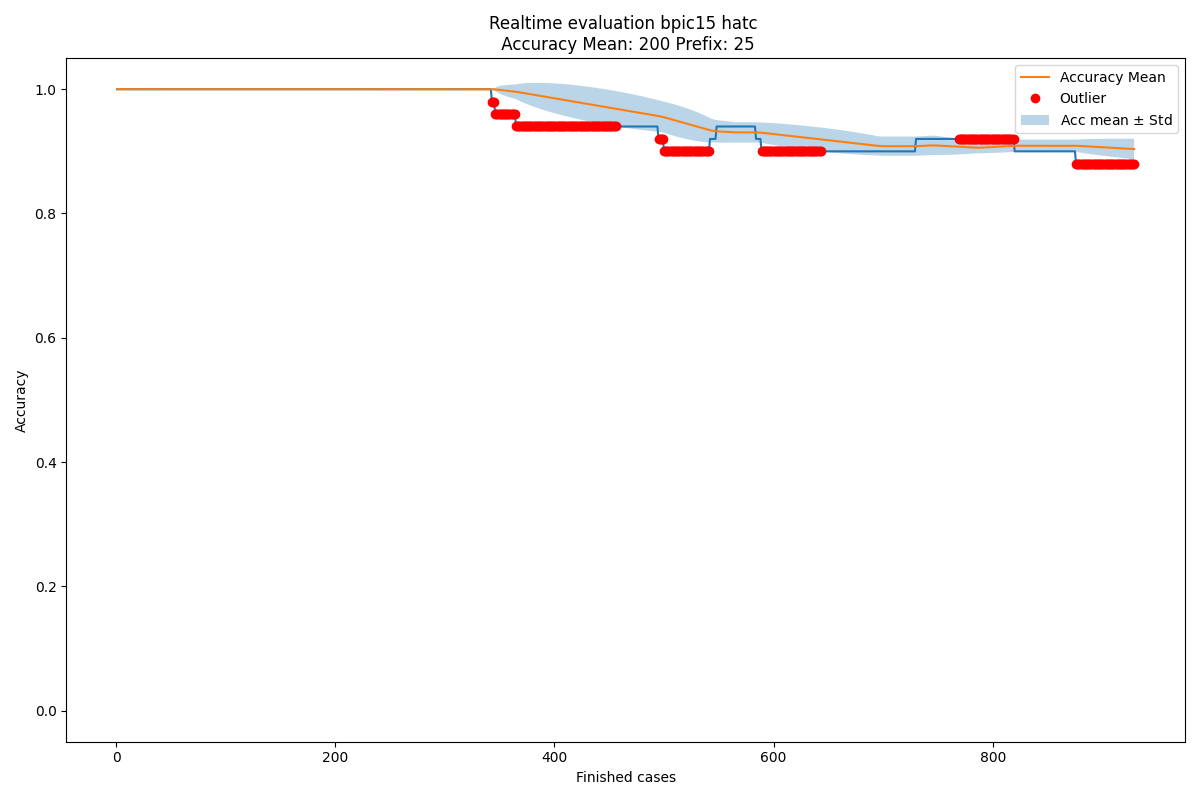 Realtime evaluation bpic15 hatc
Accuracy Mean: 200 Prefix: 25
Accuracy Mean
Outlier
Acc mean ± Std
1.0
0.8
0.6
0.4
0.2
0.0
Accuracy
0
200
400
600
800
Finished cases